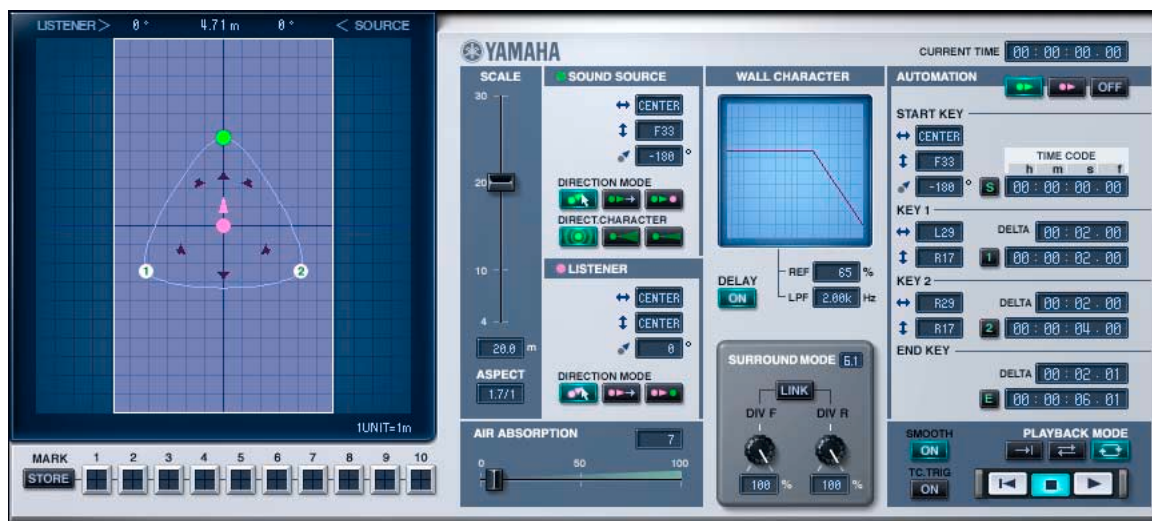 LISTENER > 0 ° 4.71 m 0 ° < SOURCE
1
2
1UNIT=1m
MARK 1 2 3 4 5 6 7 8 9 10
STORE
YAMAHA
CURRENT TIME 00 : 00 : 00 . 00
SCALE
30
20
10
4
20.0 m
ASPECT
1.7/1
SOUND SOURCE
CENTER
F33
-180 °
DIRECTION MODE
DIRECT.CHARACTER
LISTENER
CENTER
CENTER
0 °
DIRECTION MODE
AIR ABSORPTION 7
0 50 100
WALL CHARACTER
DELAY
ON
REF 65 %
LPF 2.00k Hz
SURROUND MODE 6.1
LINK
DIV F DIV R
100 % 100 %
AUTOMATION
OFF
START KEY
CENTER
F33
-180 °
TIME CODE
h m s f
S 00 : 00 : 00 . 00
KEY 1
L29
R17
DELTA 00 : 02 . 00
1 00 : 00 : 02 . 00
KEY 2
R29
R17
DELTA 00 : 02 . 00
2 00 : 00 : 04 . 00
END KEY
DELTA 00 : 02 . 01
E 00 : 00 : 06 . 01
SMOOTH
ON
TC.TRIG
ON
PLAYBACK MODE